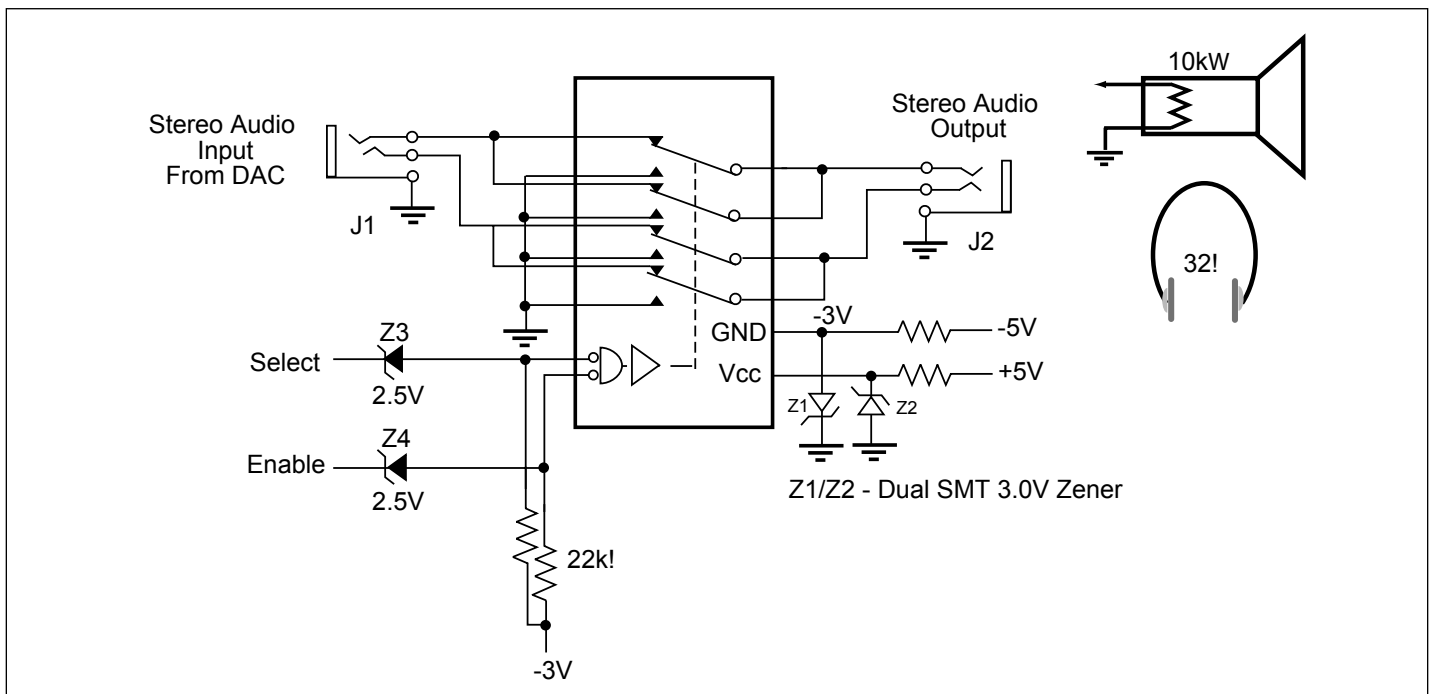 10kW
Stereo Audio
Input
From DAC
Stereo Audio
Output
J1
J2
32!
-3V
GND
-5V
Z3
Select
Vcc
+5V
2.5V
Z1
Z2
Z4
Enable
2.5V
Z1/Z2 - Dual SMT 3.0V Zener
22k!
-3V